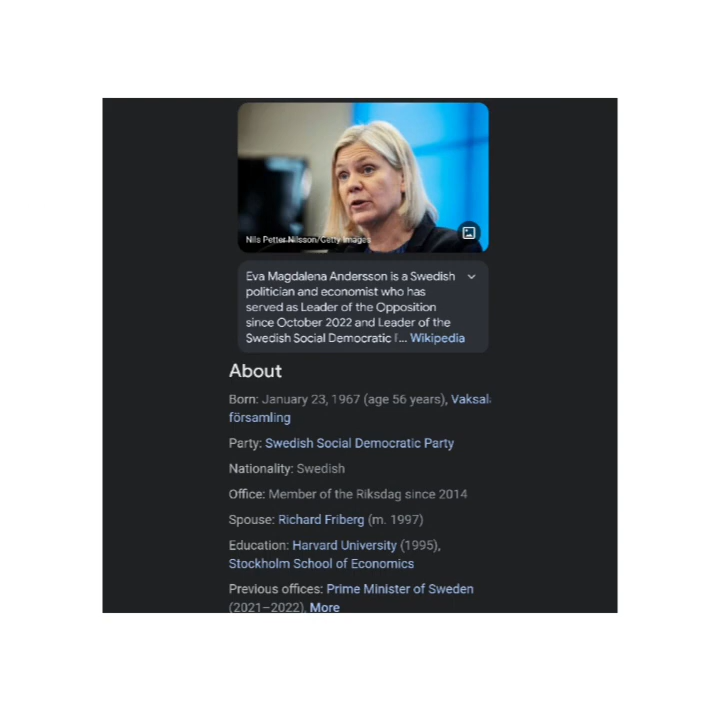 Nils Petter Nilsson/Getty Images
Eva Magdalena Andersson is a Swedish
politician and economist who has
served as Leader of the Opposition
since October 2022 and Leader of the
Swedish Social Democratic ... Wikipedia
About
Born: January 23, 1967 (age 56 years), Vaksal
församling
Party: Swedish Social Democratic Party
Nationality: Swedish
Office: Member of the Riksdag since 2014
Spouse: Richard Friberg (m. 1997)
Education: Harvard University (1995),
Stockholm School of Economics
Previous offices: Prime Minister of Sweden
(2021–2022), More